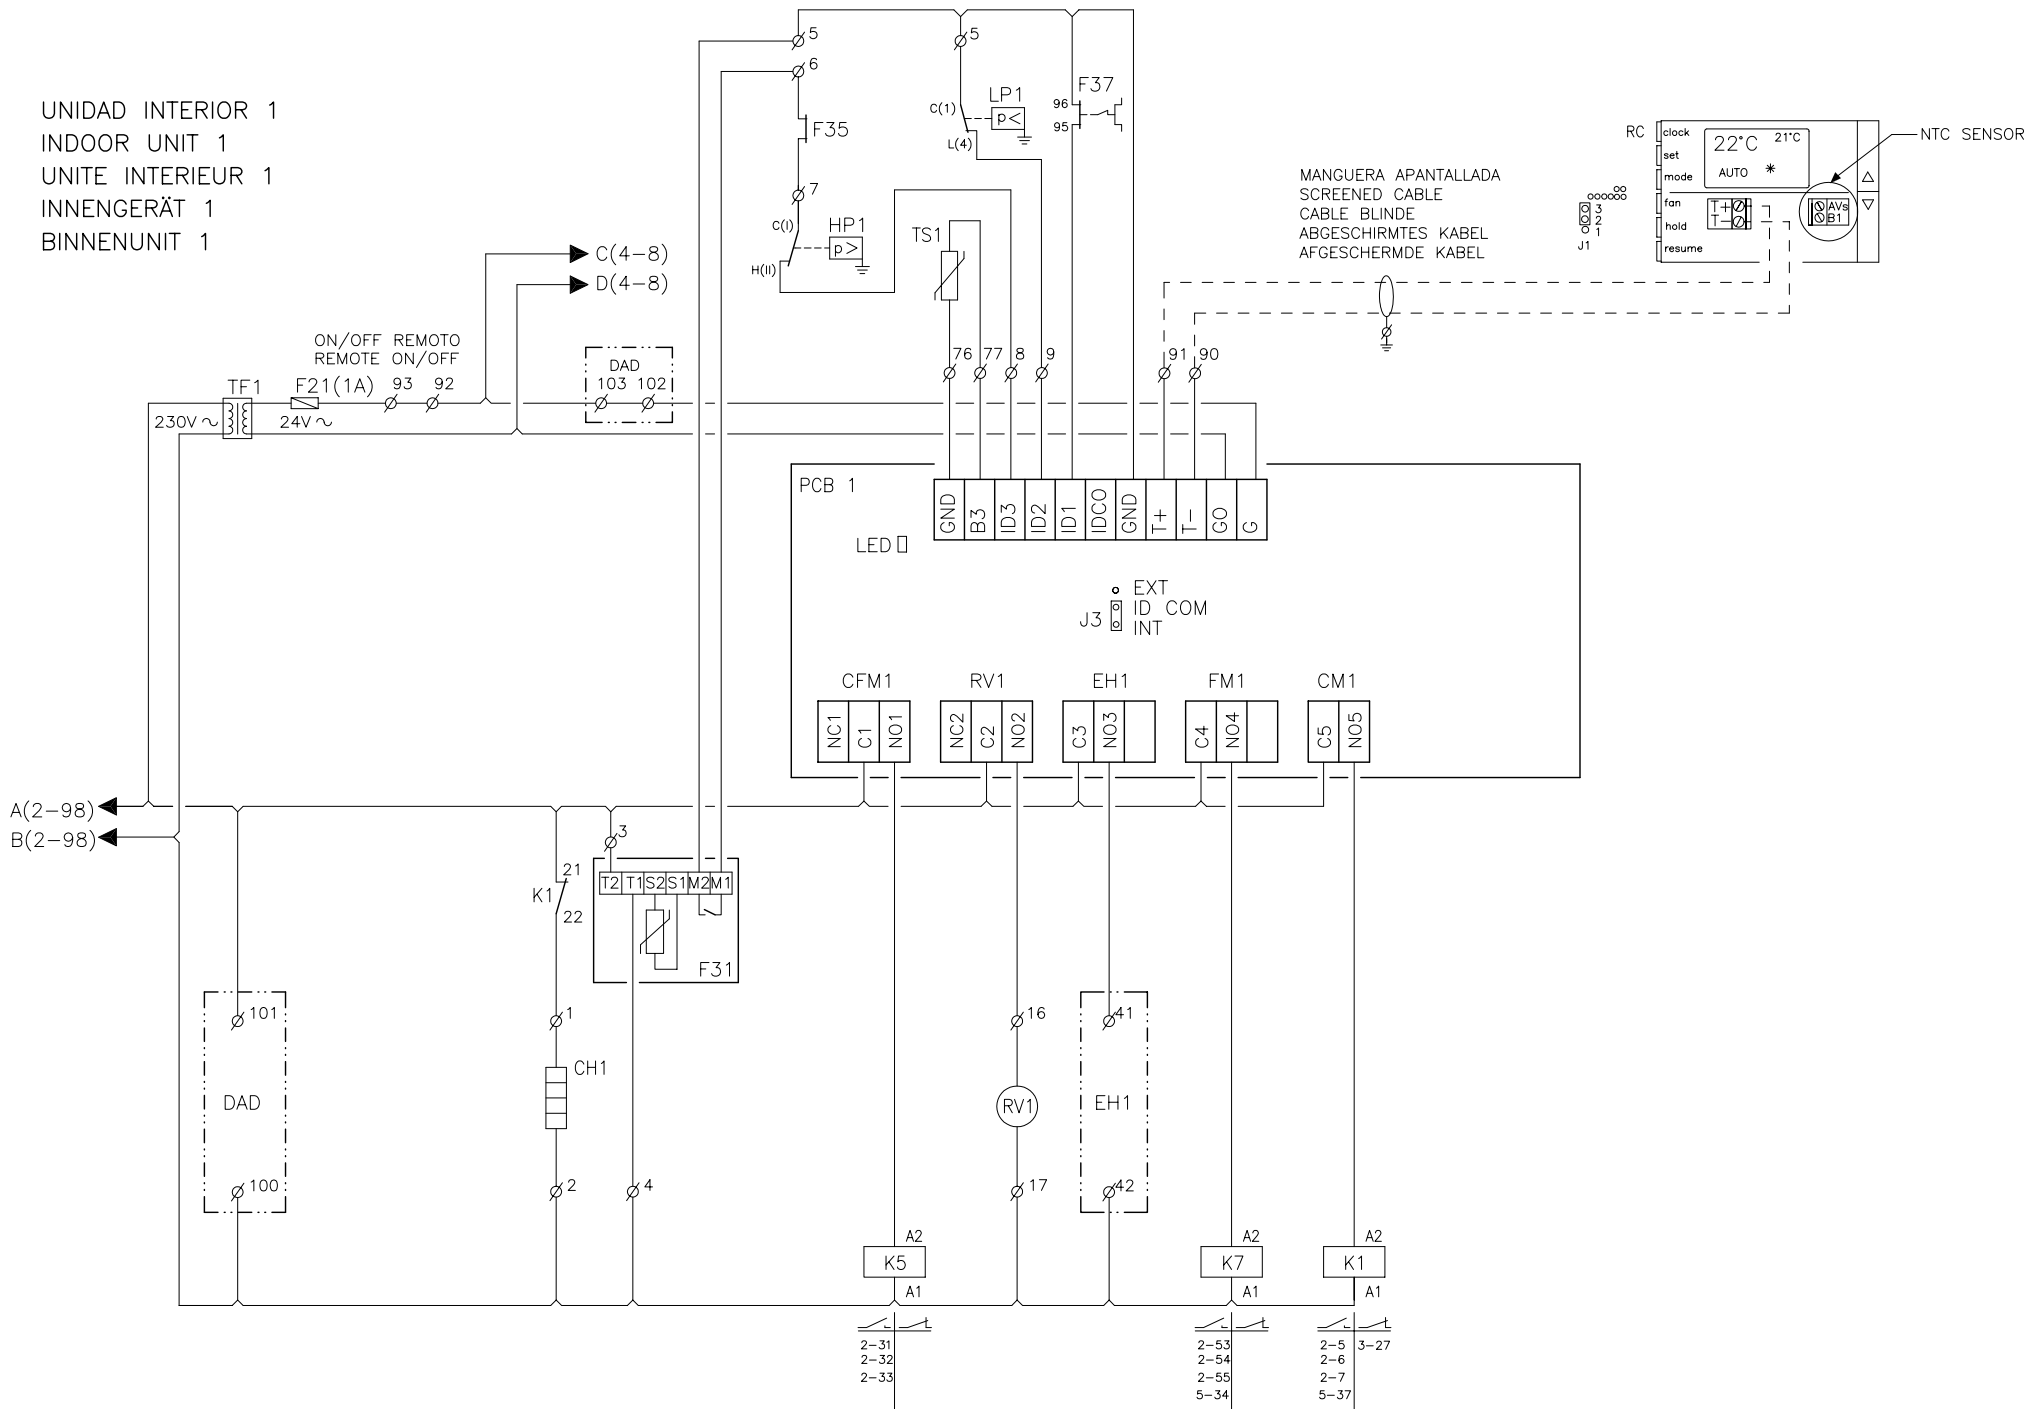 UNIDAD INTERIOR 1
INDOOR UNIT 1
UNITE INTERIEUR 1
INNENGERÄT 1
BINNENUNIT 1
5
5
6
F35
7
C(I)
HP1
p>
H(II)
C(1)
LP1
p<
L(4)
F37
96
95
TS1
MANGUERA APANTALLADA
SCREENED CABLE
CABLE BLINDE
ABGESCHIRMTES KABEL
AFGESCHERMDE KABEL
RC
clock
set
mode
fan
hold
resume
22°C 21°C
AUTO *
T+
T-
AVs
B1
△
▽
NTC SENSOR
3
2
1
J1
C(4-8)
D(4-8)
ON/OFF REMOTO
REMOTE ON/OFF
TF1
F21(1A)
93 92
230V ~
24V ~
DAD
103 102
76 77 8 9 91 90
PCB 1
GND B3 ID3 ID2 ID1 IDCO GND T+ T- GO G
LED
EXT
J3 ID COM
INT
CFM1 RV1 EH1 FM1 CM1
NC1 C1 NO1
NC2 C2 NO2
C3 NO3
C4 NO4
C5 NO5
A(2-98)
B(2-98)
3
T2 T1 S2 S1 M2 M1
F31
21
K1
22
101
DAD
100
1
CH1
2
4
16
RV1
17
41
EH1
42
A2
K5
A1
A2
K7
A1
A2
K1
A1
2-31
2-32
2-33
2-53
2-54
2-55
5-34
2-5 3-27
2-6
2-7
5-37